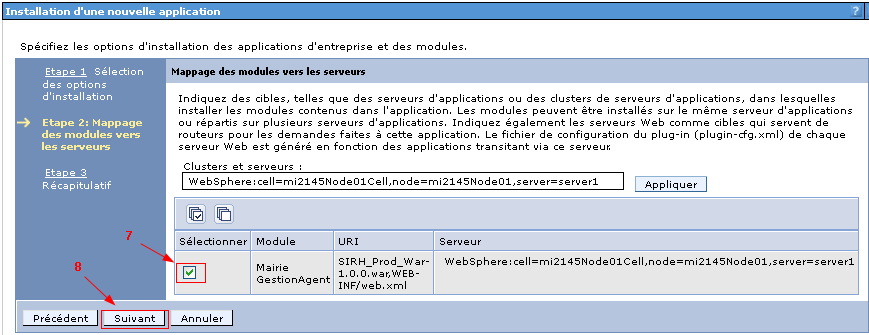 Installation d'une nouvelle application
?
Spécifiez les options d'installation des applications d'entreprise et des modules.
Etape 1 Sélection
des options
d'installation
Etape 2: Mappage
des modules vers
les serveurs
Etape 3
Récapitulatif
Mappage des modules vers les serveurs
Indiquez des cibles, telles que des serveurs d'applications ou des clusters de serveurs d'applications, dans lesquelles
installer les modules contenus dans l'application. Les modules peuvent être installés sur le même serveur d'applications
ou répartis sur plusieurs serveurs d'applications. Indiquez également les serveurs Web comme cibles qui servent de
routeurs pour les demandes faites à cette application. Le fichier de configuration du plug-in (plugin-cfg.xml) de chaque
serveur Web est généré en fonction des applications transitant via ce serveur.
Clusters et serveurs :
WebSphere:cell=mi2145Node01Cell,node=mi2145Node01,server=server1
Appliquer
Sélectionner Module URI Serveur
7
Mairie
GestionAgent
SIRH_Prod_War-
1.0.0.war,WEB-
INF/web.xml
WebSphere:cell=mi2145Node01Cell,node=mi2145Node01,server=server1
8
Précédent Suivant Annuler